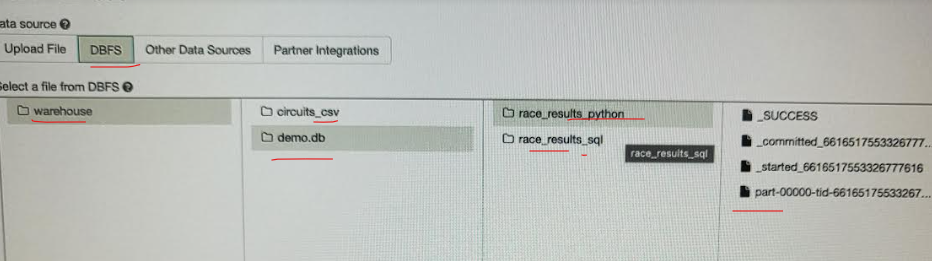 ata source
Upload File DBFS Other Data Sources Partner Integrations
Select a file from DBFS
warehouse circuits_csv race_results_python _SUCCESS
demo.db race_results_sql race_results_sql _committed_6616517553326777...
_started_6616517553326777616
part-00000-tid-66165175533267...